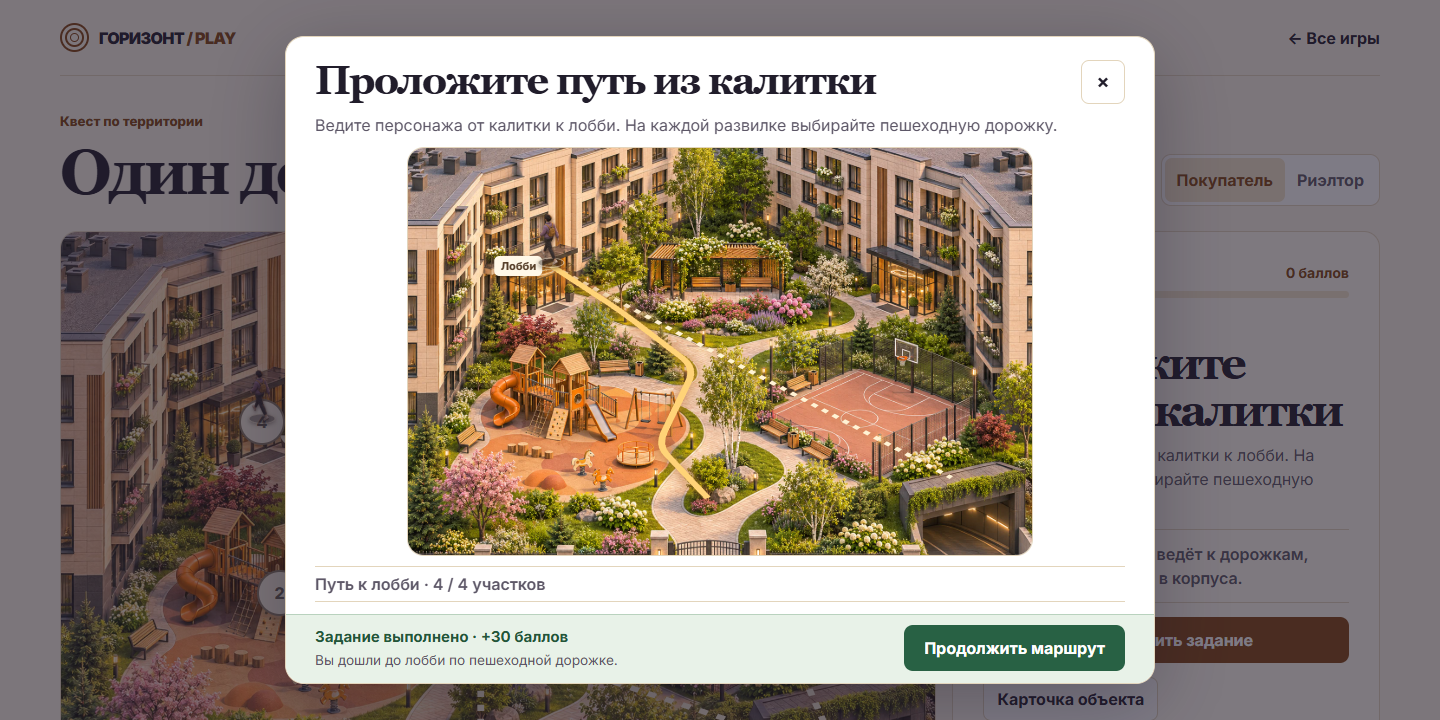 ГОРИЗОНТ / PLAY
← Все игры
Квест по территории
Один до
Покупатель
Риэлтор
0 баллов
жите
калитки
калитки к лобби. На
ирайте пешеходную
ведёт к дорожкам,
в корпуса.
ить задание
Карточка объекта
4
2
Проложите путь из калитки
×
Ведите персонажа от калитки к лобби. На каждой развилке выбирайте пешеходную дорожку.
Лобби
Путь к лобби · 4 / 4 участков
Задание выполнено · +30 баллов
Вы дошли до лобби по пешеходной дорожке.
Продолжить маршрут